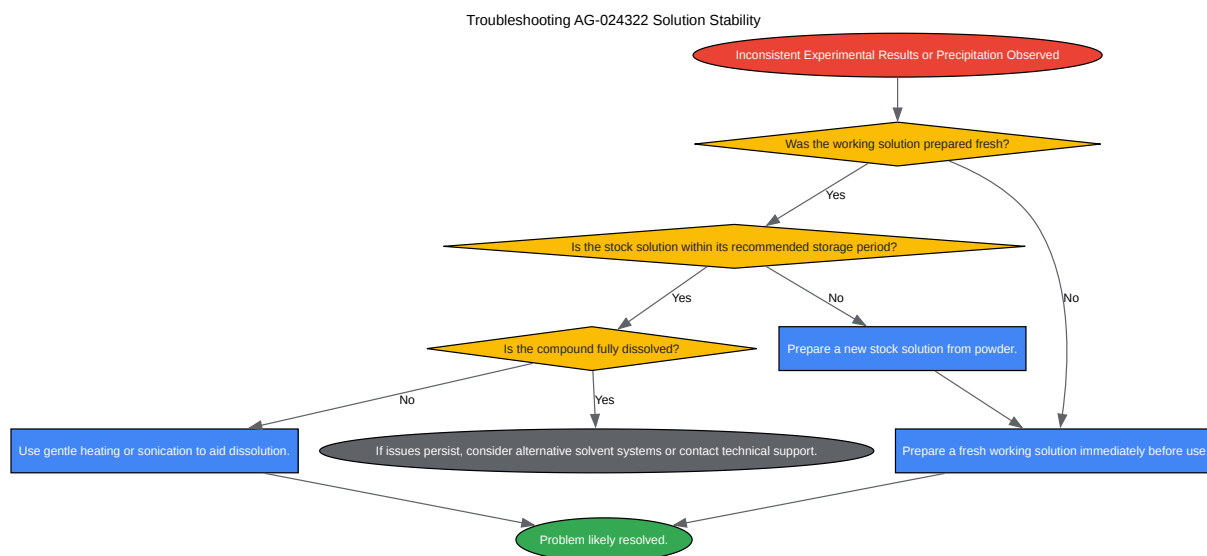 Troubleshooting AG-024322 Solution Stability
Inconsistent Experimental Results or Precipitation Observed
Was the working solution prepared fresh?
Yes
Is the stock solution within its recommended storage period?
Yes
No
No
Is the compound fully dissolved?
Prepare a new stock solution from powder.
No
Yes
Use gentle heating or sonication to aid dissolution.
If issues persist, consider alternative solvent systems or contact technical support.
Prepare a fresh working solution immediately before use.
Problem likely resolved.